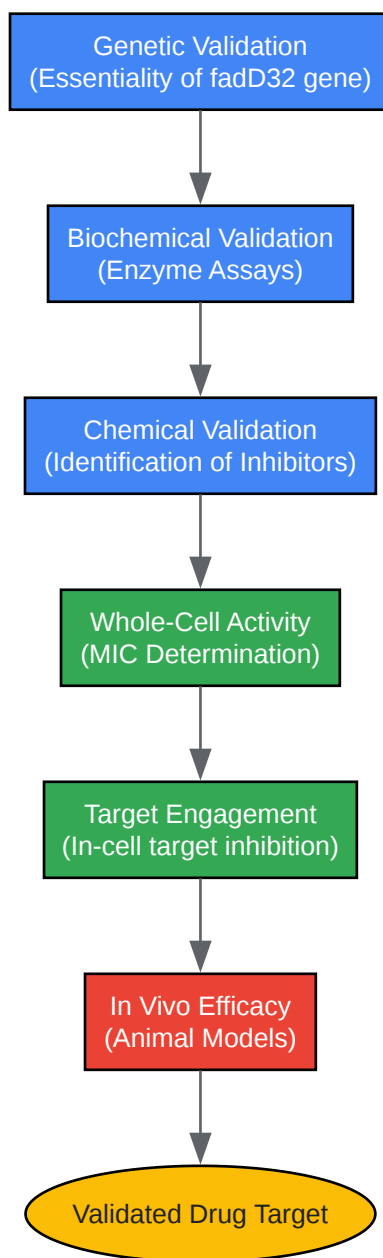 Genetic Validation
(Essentiality of fadD32 gene)
Biochemical Validation
(Enzyme Assays)
Chemical Validation
(Identification of Inhibitors)
Whole-Cell Activity
(MIC Determination)
Target Engagement
(In-cell target inhibition)
In Vivo Efficacy
(Animal Models)
Validated Drug Target